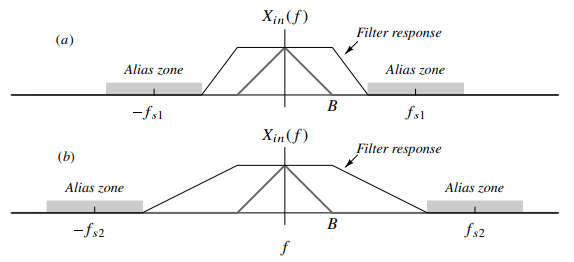 X_in(f)
(a)
Filter response
Alias zone
Alias zone
−f_s1
B
f_s1
X_in(f)
(b)
Filter response
Alias zone
Alias zone
−f_s2
B
f_s2
f